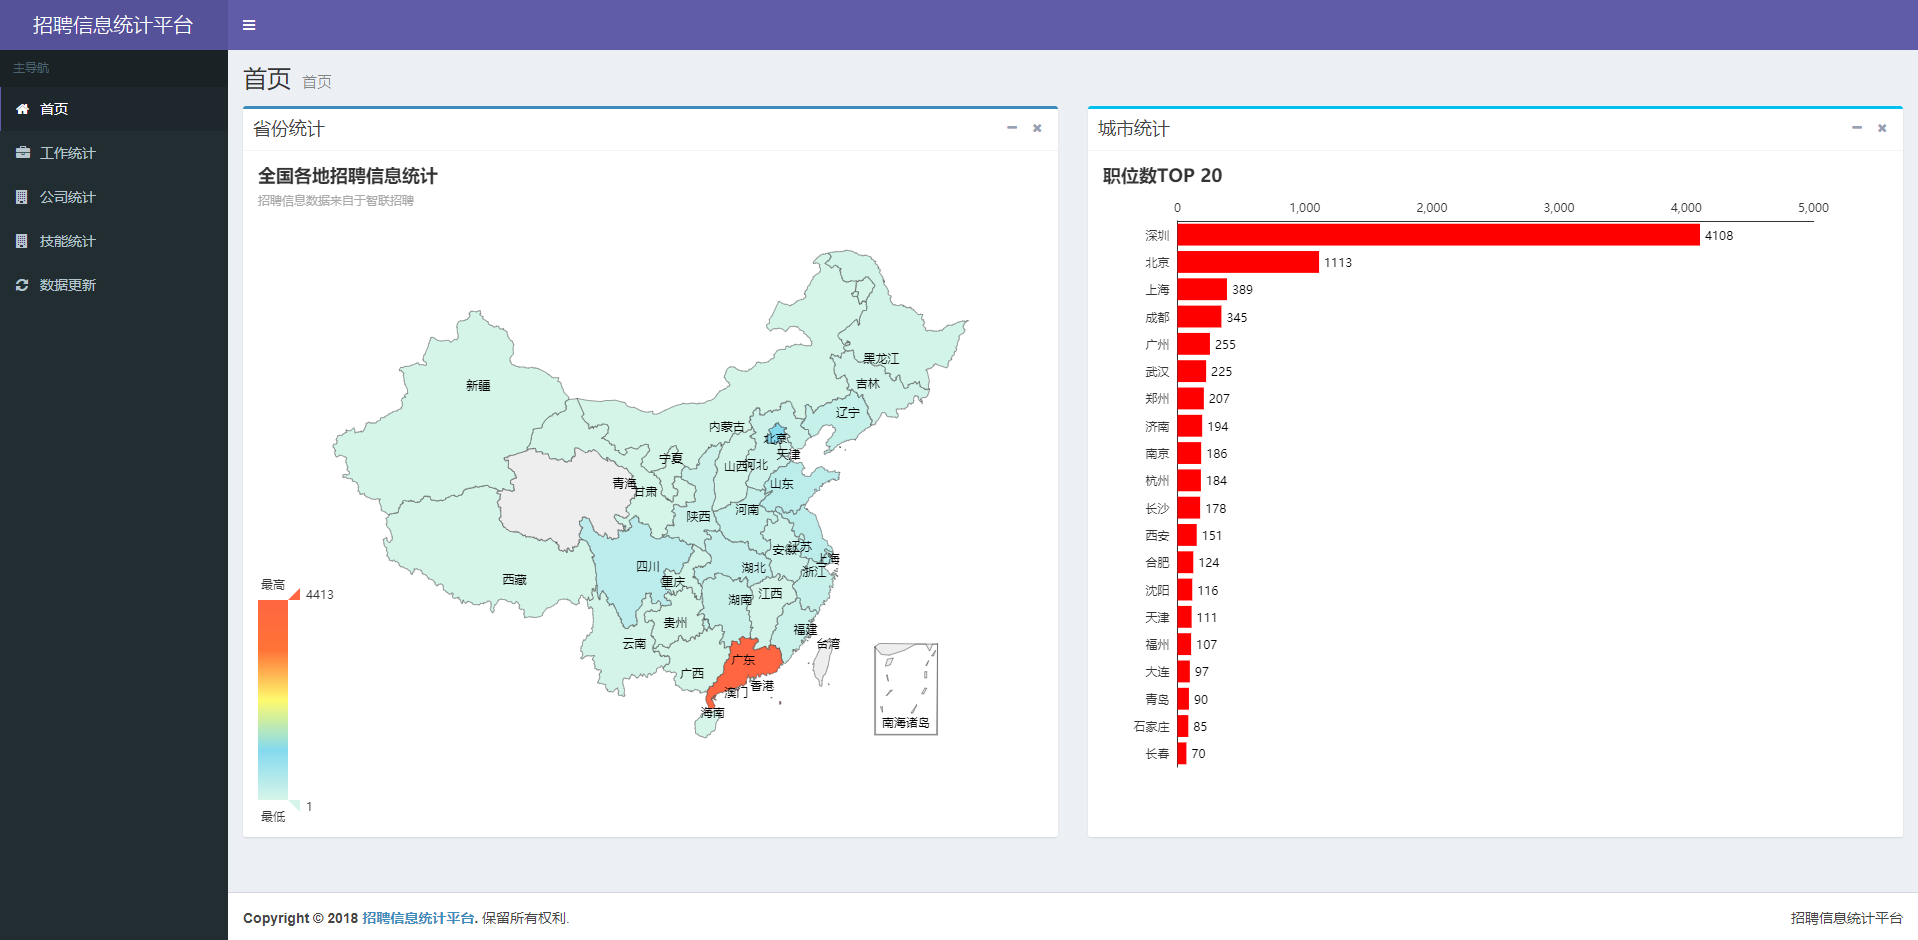 招聘信息统计平台
主导航
首页
工作统计
公司统计
技能统计
数据更新
首页 首页
省份统计
全国各地招聘信息统计
招聘信息数据来自于智联招聘
黑龙江
新疆
吉林
辽宁
内蒙古
北京
天津
宁夏
山西
河北
青海
甘肃
山东
河南
陕西
安徽
江苏
上海
四川
湖北
浙江
西藏
重庆
湖南
江西
贵州
福建
云南
台湾
广东
广西
香港
澳门
海南
南海诸岛
最高
4413
1
最低
城市统计
职位数TOP 20
0 1,000 2,000 3,000 4,000 5,000
深圳 4108
北京 1113
上海 389
成都 345
广州 255
武汉 225
郑州 207
济南 194
南京 186
杭州 184
长沙 178
西安 151
合肥 124
沈阳 116
天津 111
福州 107
大连 97
青岛 90
石家庄 85
长春 70
Copyright © 2018 招聘信息统计平台. 保留所有权利.
招聘信息统计平台